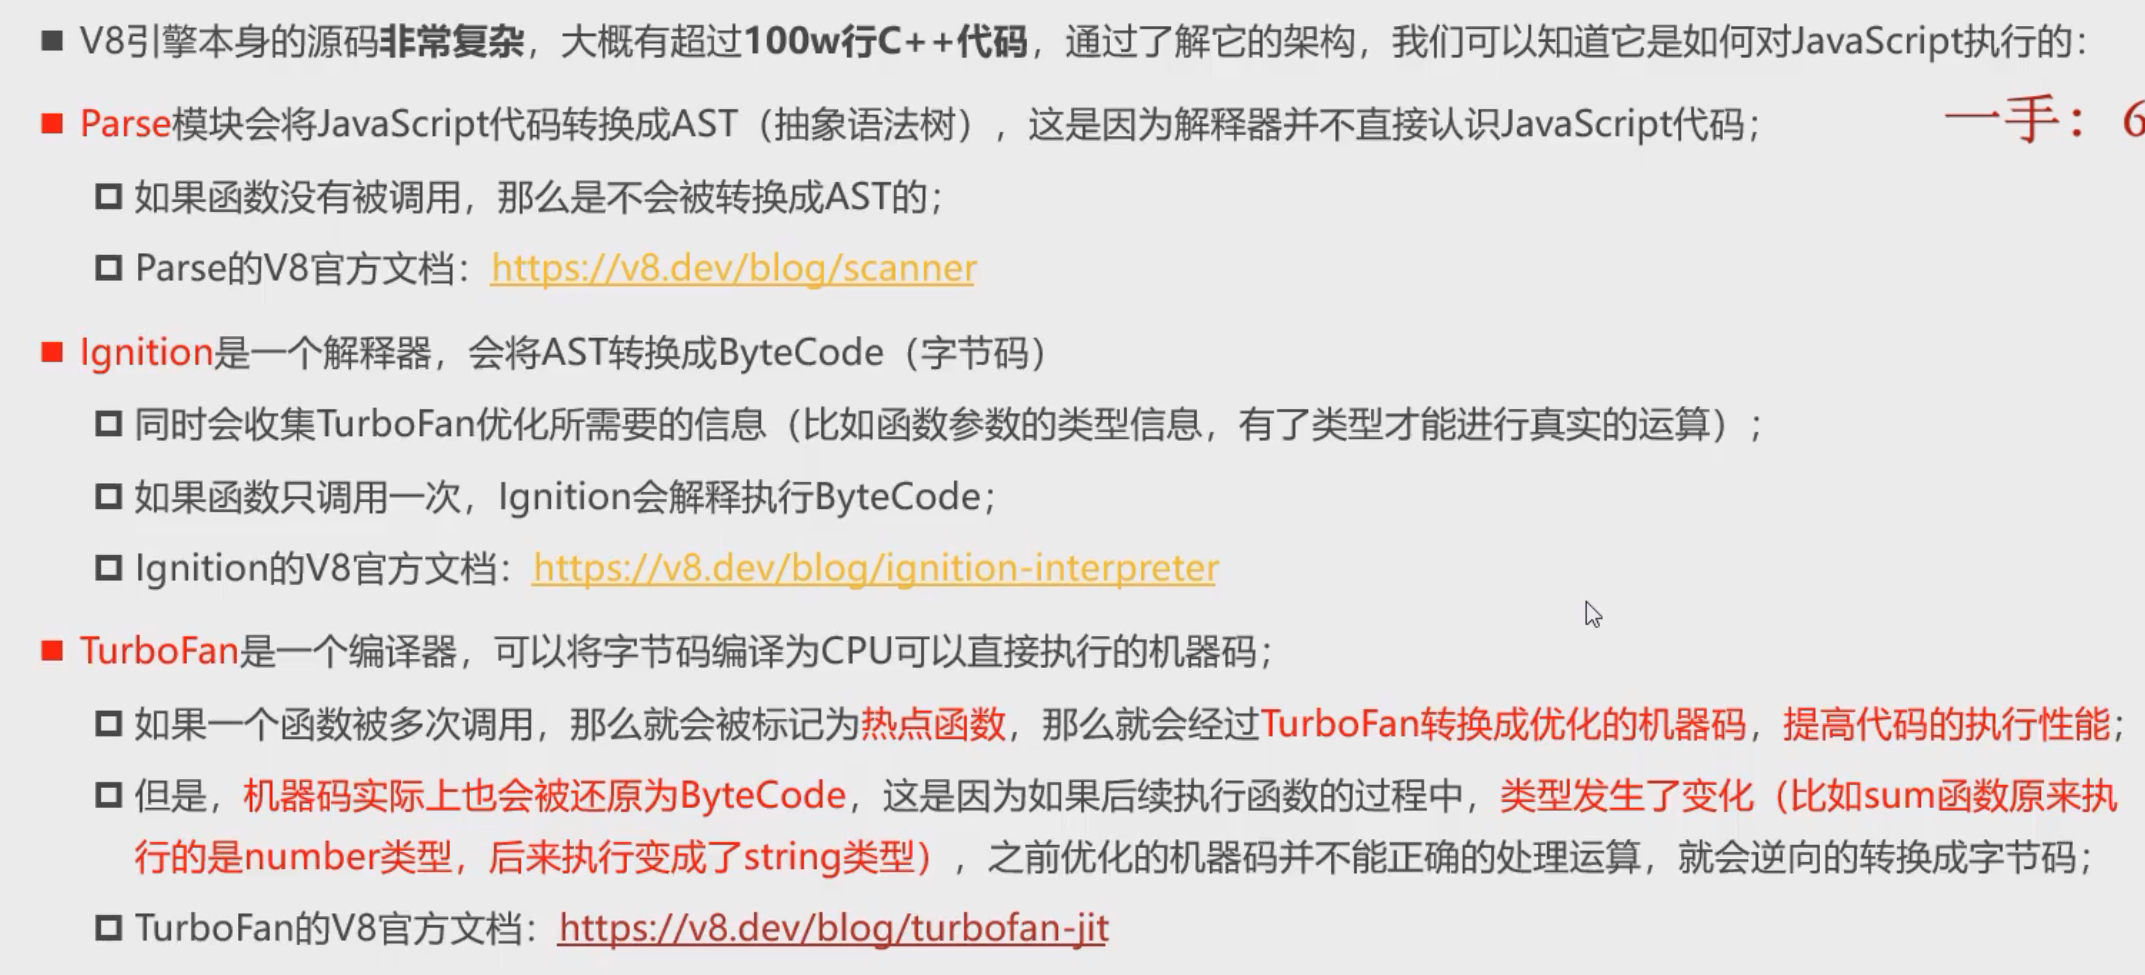 V8引擎本身的源码非常复杂，大概有超过100w行C++代码，通过了解它的架构，我们可以知道它是如何对JavaScript执行的：
Parse模块会将JavaScript代码转换成AST（抽象语法树），这是因为解释器并不直接认识JavaScript代码；
一手：6
如果函数没有被调用，那么是不会被转换成AST的；
Parse的V8官方文档：https://v8.dev/blog/scanner
Ignition是一个解释器，会将AST转换成ByteCode（字节码）
同时会收集TurboFan优化所需要的信息（比如函数参数的类型信息，有了类型才能进行真实的运算）；
如果函数只调用一次，Ignition会解释执行ByteCode；
Ignition的V8官方文档：https://v8.dev/blog/ignition-interpreter
TurboFan是一个编译器，可以将字节码编译为CPU可以直接执行的机器码；
如果一个函数被多次调用，那么就会被标记为热点函数，那么就会经过TurboFan转换成优化的机器码，提高代码的执行性能；
但是，机器码实际上也会被还原为ByteCode，这是因为如果后续执行函数的过程中，类型发生了变化（比如sum函数原来执
行的是number类型，后来执行变成了string类型），之前优化的机器码并不能正确的处理运算，就会逆向的转换成字节码；
TurboFan的V8官方文档：https://v8.dev/blog/turbofan-jit